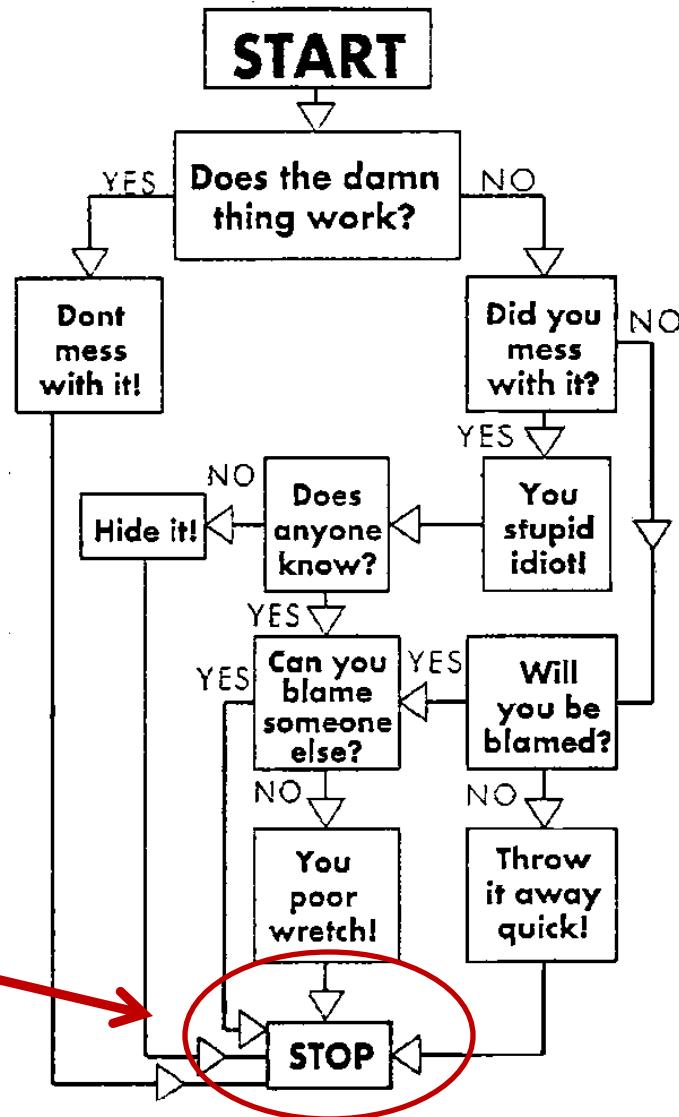 START
Does the damn
thing work?
YES
NO
Dont
mess
with it!
Did you
mess
with it?
NO
YES
You
stupid
idiot!
Does
anyone
know?
NO
Hide it!
YES
Can you
blame
someone
else?
YES
YES
Will
you be
blamed?
NO
NO
You
poor
wretch!
Throw
it away
quick!
STOP